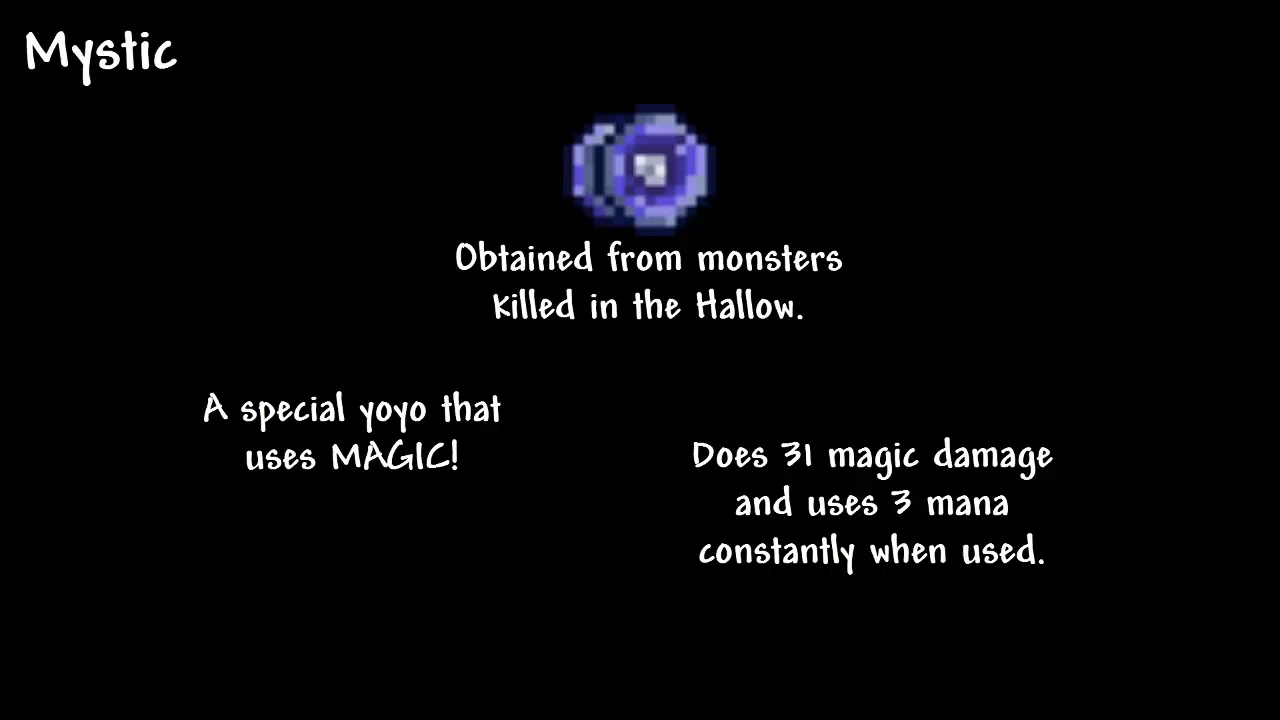 Mystic
Obtained from monsters
killed in the Hallow.
A special yoyo that
uses MAGIC!
Does 31 magic damage
and uses 3 mana
constantly when used.